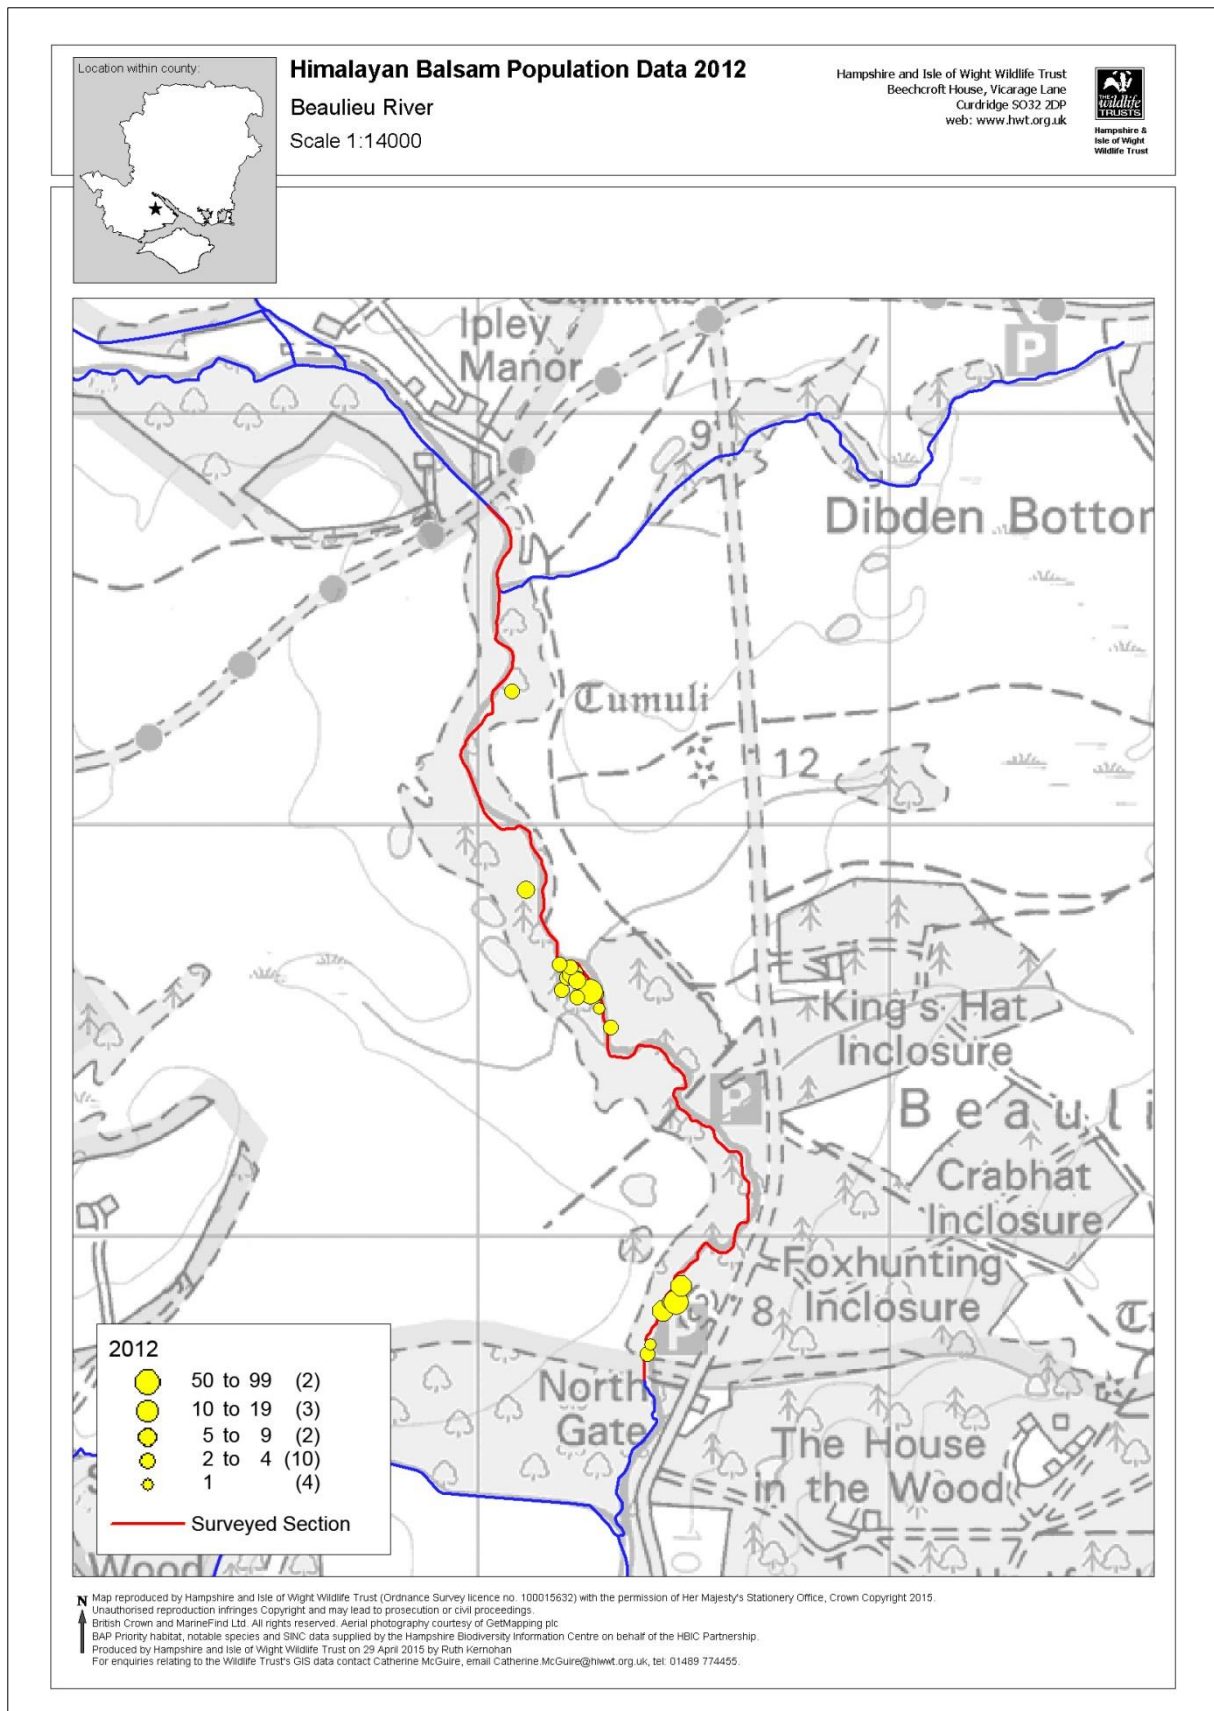 Location within county:
Himalayan Balsam Population Data 2012
Beaulieu River
Scale 1:14000
Hampshire and Isle of Wight Wildlife Trust
Beechcroft House, Vicarage Lane
Curdridge SO32 2DP
web: www.hwt.org.uk
THE
wildlife
TRUSTS
Hampshire &
Isle of Wight
Wildlife Trust
Ipley
Manor
P
9
Dibden Bottor
Tumuli
12
King's Hat
Inclosure
P
Beauli
Crabhat
Inclosure
Foxhunting
Inclosure
8
P
North
Gate
The House
in the Wood
10
Wood
2012
50 to 99 (2)
10 to 19 (3)
5 to 9 (2)
2 to 4 (10)
1 (4)
Surveyed Section
N
Map reproduced by Hampshire and Isle of Wight Wildlife Trust (Ordnance Survey licence no. 100015632) with the permission of Her Majesty's Stationery Office, Crown Copyright 2015.
Unauthorised reproduction infringes Copyright and may lead to prosecution or civil proceedings.
British Crown and MarineFind Ltd. All rights reserved. Aerial photography courtesy of GetMapping plc
BAP Priority habitat, notable species and SINC data supplied by the Hampshire Biodiversity Information Centre on behalf of the HBIC Partnership.
Produced by Hampshire and Isle of Wight Wildlife Trust on 29 April 2015 by Ruth Kernohan
For enquiries relating to the Wildlife Trust's GIS data contact Catherine McGuire, email Catherine.McGuire@hiwwt.org.uk, tel: 01489 774455.